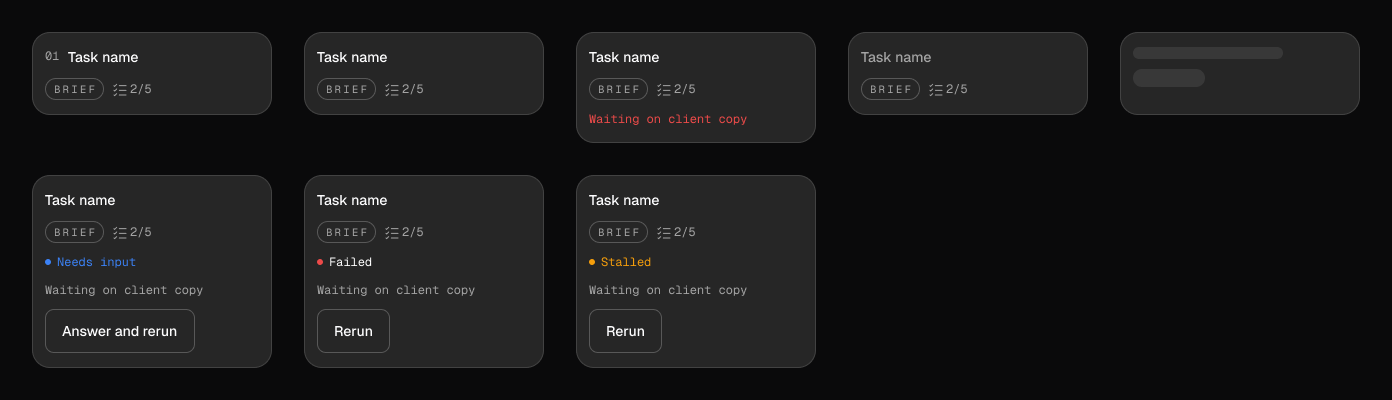 01 Task name
BRIEF 2/5
Task name
BRIEF 2/5
Task name
BRIEF 2/5
Waiting on client copy
Task name
BRIEF 2/5
Task name
BRIEF 2/5
Needs input
Waiting on client copy
Answer and rerun
Task name
BRIEF 2/5
Failed
Waiting on client copy
Rerun
Task name
BRIEF 2/5
Stalled
Waiting on client copy
Rerun